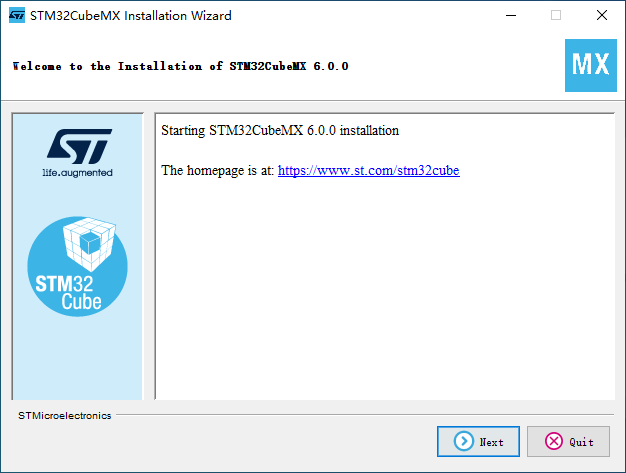 STM32CubeMX Installation Wizard
Welcome to the Installation of STM32CubeMX 6.0.0
MX
ST
life.augmented
STM32
Cube
Starting STM32CubeMX 6.0.0 installation
The homepage is at: https://www.st.com/stm32cube
STMicroelectronics
Next
Quit